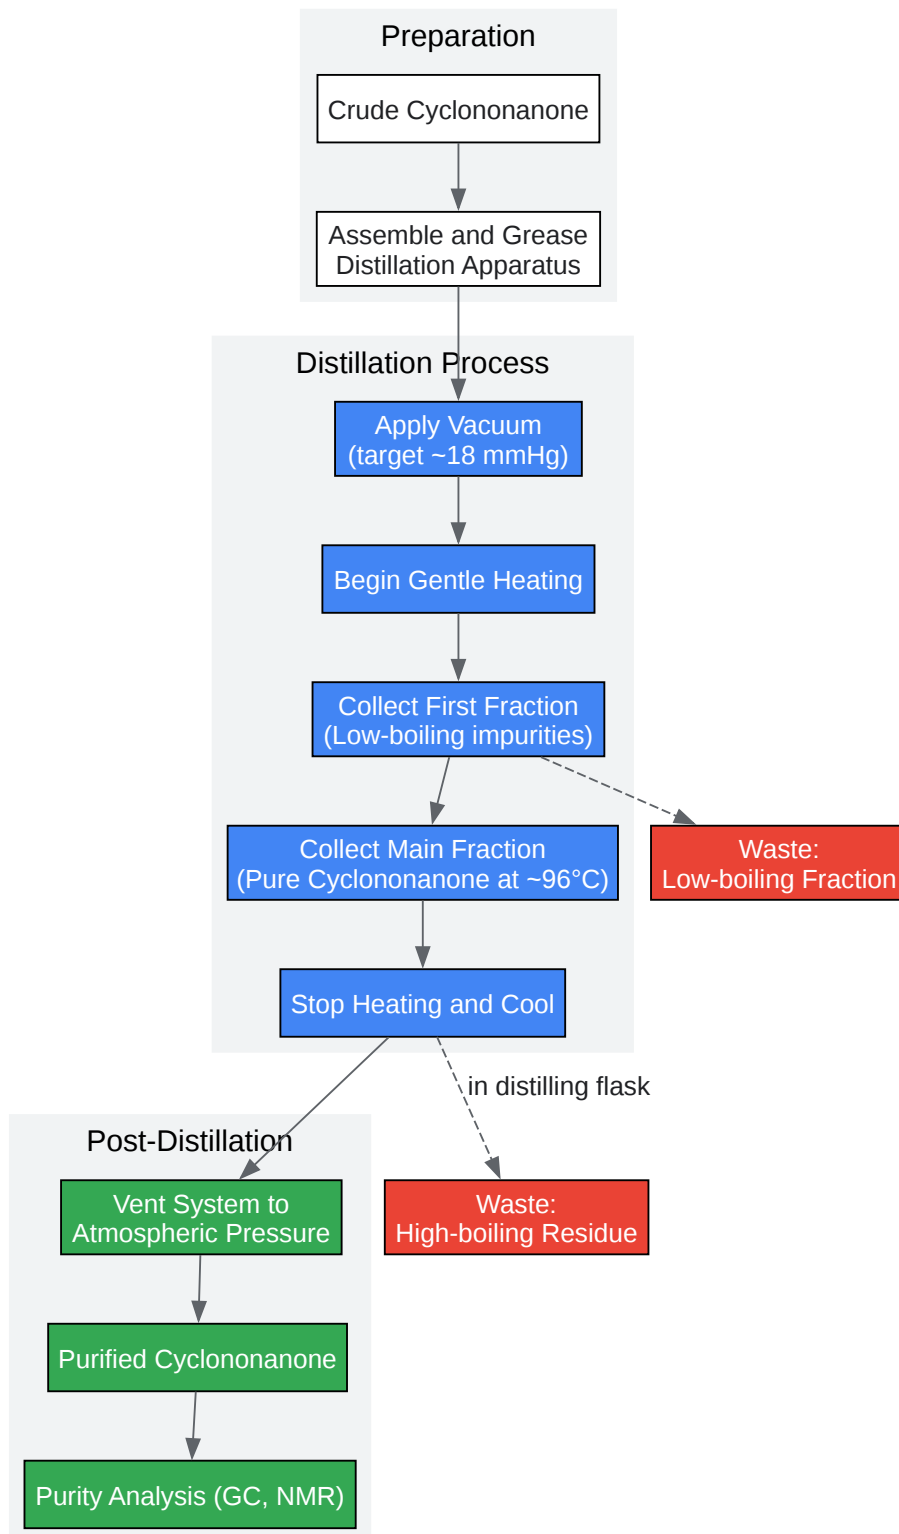 Preparation
Crude Cyclononanone
Assemble and Grease
Distillation Apparatus
Distillation Process
Apply Vacuum
(target ~18 mmHg)
Begin Gentle Heating
Collect First Fraction
(Low-boiling impurities)
Collect Main Fraction
(Pure Cyclononanone at ~96°C)
Waste:
Low-boiling Fraction
Stop Heating and Cool
in distilling flask
Post-Distillation
Vent System to
Atmospheric Pressure
Waste:
High-boiling Residue
Purified Cyclononanone
Purity Analysis (GC, NMR)